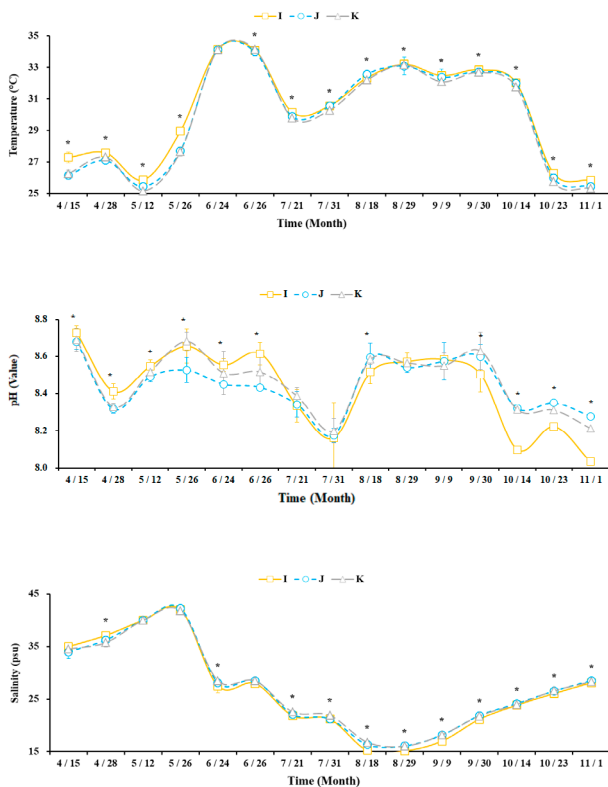 I J K
35
33
31
29
27
25
Temperature (°C)
* * * * * * * * * * * * *
4 / 15 4 / 28 5 / 12 5 / 26 6 / 24 6 / 26 7 / 21 7 / 31 8 / 18 8 / 29 9 / 9 9 / 30 10 / 14 10 / 23 11 / 1
Time (Month)
I J K
8.8
8.6
8.4
8.2
8.0
pH (Value)
* * * * * * * * * * *
4 / 15 4 / 28 5 / 12 5 / 26 6 / 24 6 / 26 7 / 21 7 / 31 8 / 18 8 / 29 9 / 9 9 / 30 10 / 14 10 / 23 11 / 1
Time (Month)
I J K
45
35
25
15
Salinity (psu)
* * * * * * * * * * *
4 / 15 4 / 28 5 / 12 5 / 26 6 / 24 6 / 26 7 / 21 7 / 31 8 / 18 8 / 29 9 / 9 9 / 30 10 / 14 10 / 23 11 / 1
Time (Month)